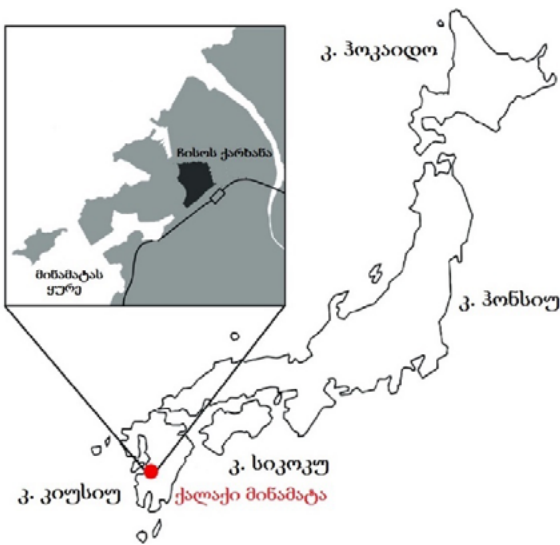 კ. ჰოკაიდო
ჩისოს ქარხანა
მინამატას
ყურე
კ. ჰონსიუ
კ. სიკოკუ
კ. კიუსიუ
ქალაქი მინამატა